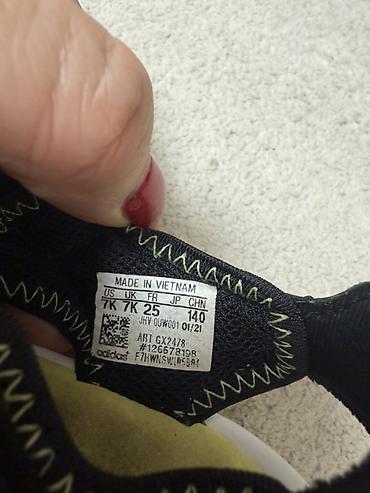 MADE IN VIETNAM
US UK FR JP CHN
7K 7K 25 140
JHV 0UW001 01/21
ART GX2478
#126678198
adidas